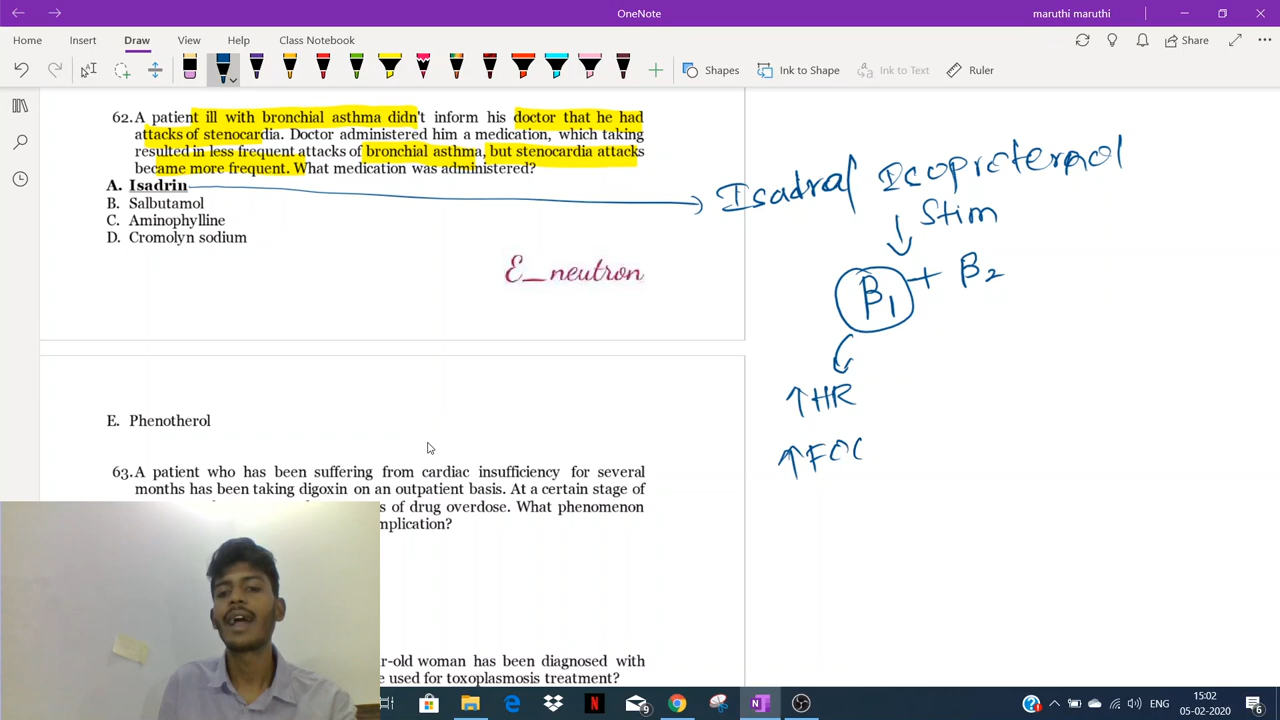 OneNote
maruthi maruthi
Home Insert Draw View Help Class Notebook
Share
Shapes
Ink to Shape
Ink to Text
Ruler
62. A patient ill with bronchial asthma didn't inform his doctor that he had
attacks of stenocardia. Doctor administered him a medication, which taking
resulted in less frequent attacks of bronchial asthma, but stenocardia attacks
became more frequent. What medication was administered?
A. Isadrin
B. Salbutamol
C. Aminophylline
D. Cromolyn sodium
E_neutron
Isadral Icoproternol
Stim
β1 + β2
↑HR
↑FOC
E. Phenotherol
63. A patient who has been suffering from cardiac insufficiency for several
months has been taking digoxin on an outpatient basis. At a certain stage of
s of drug overdose. What phenomenon
mplication?
r-old woman has been diagnosed with
e used for toxoplasmosis treatment?
9
ENG
15:02
05-02-2020
6